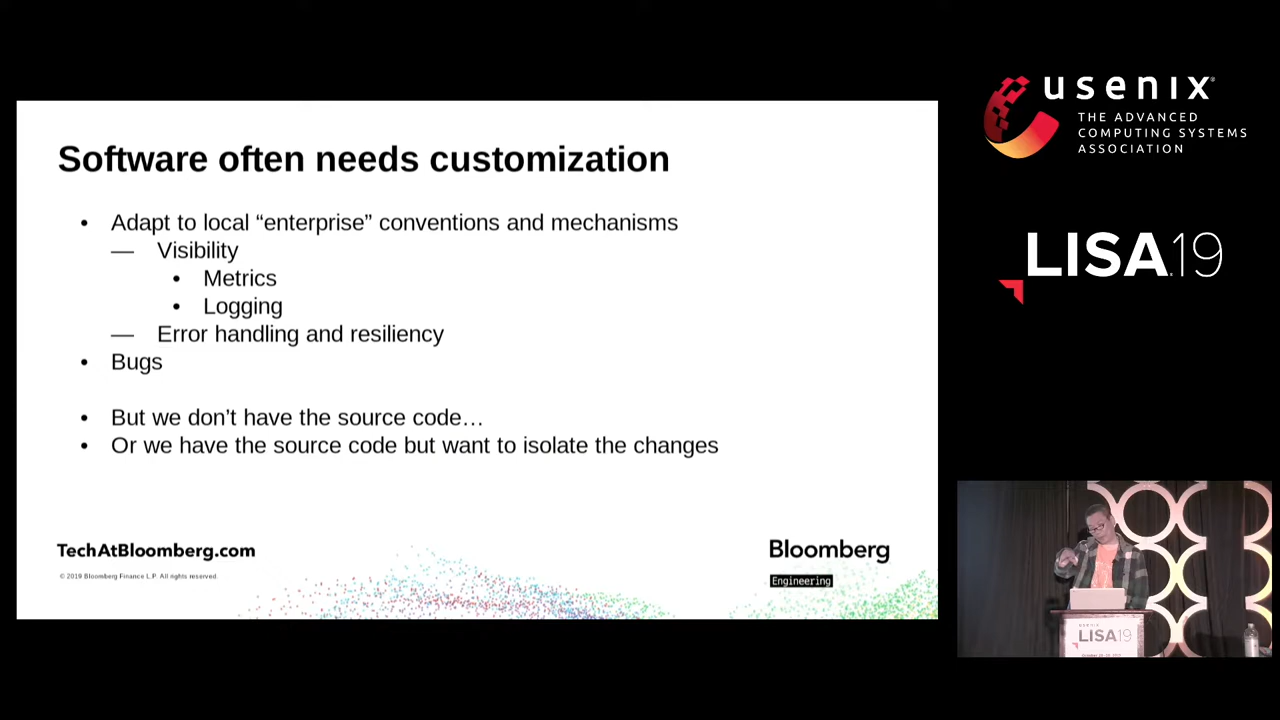 Software often needs customization
• Adapt to local “enterprise” conventions and mechanisms
— Visibility
• Metrics
• Logging
— Error handling and resiliency
• Bugs
• But we don’t have the source code…
• Or we have the source code but want to isolate the changes
TechAtBloomberg.com
© 2019 Bloomberg Finance L.P. All rights reserved.
Bloomberg
Engineering
usenix
THE ADVANCED
COMPUTING SYSTEMS
ASSOCIATION
LISA19
usenix
LISA19